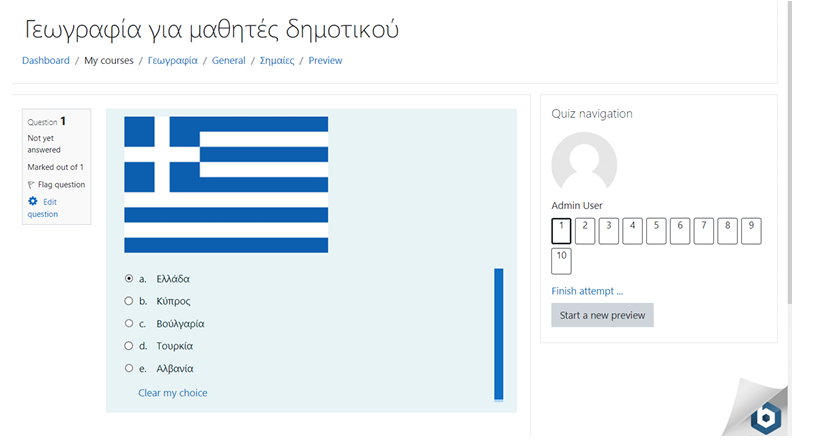 Γεωγραφία για μαθητές δημοτικού
Dashboard / My courses / Γεωγραφία / General / Σημαίες / Preview
Question 1
Not yet
answered
Marked out of 1
Flag question
Edit
question
a. Ελλάδα
b. Κύπρος
c. Βούλγαρία
d. Τουρκία
e. Αλβανία
Clear my choice
Quiz navigation
Admin User
1 2 3 4 5 6 7 8 9
10
Finish attempt ...
Start a new preview
b